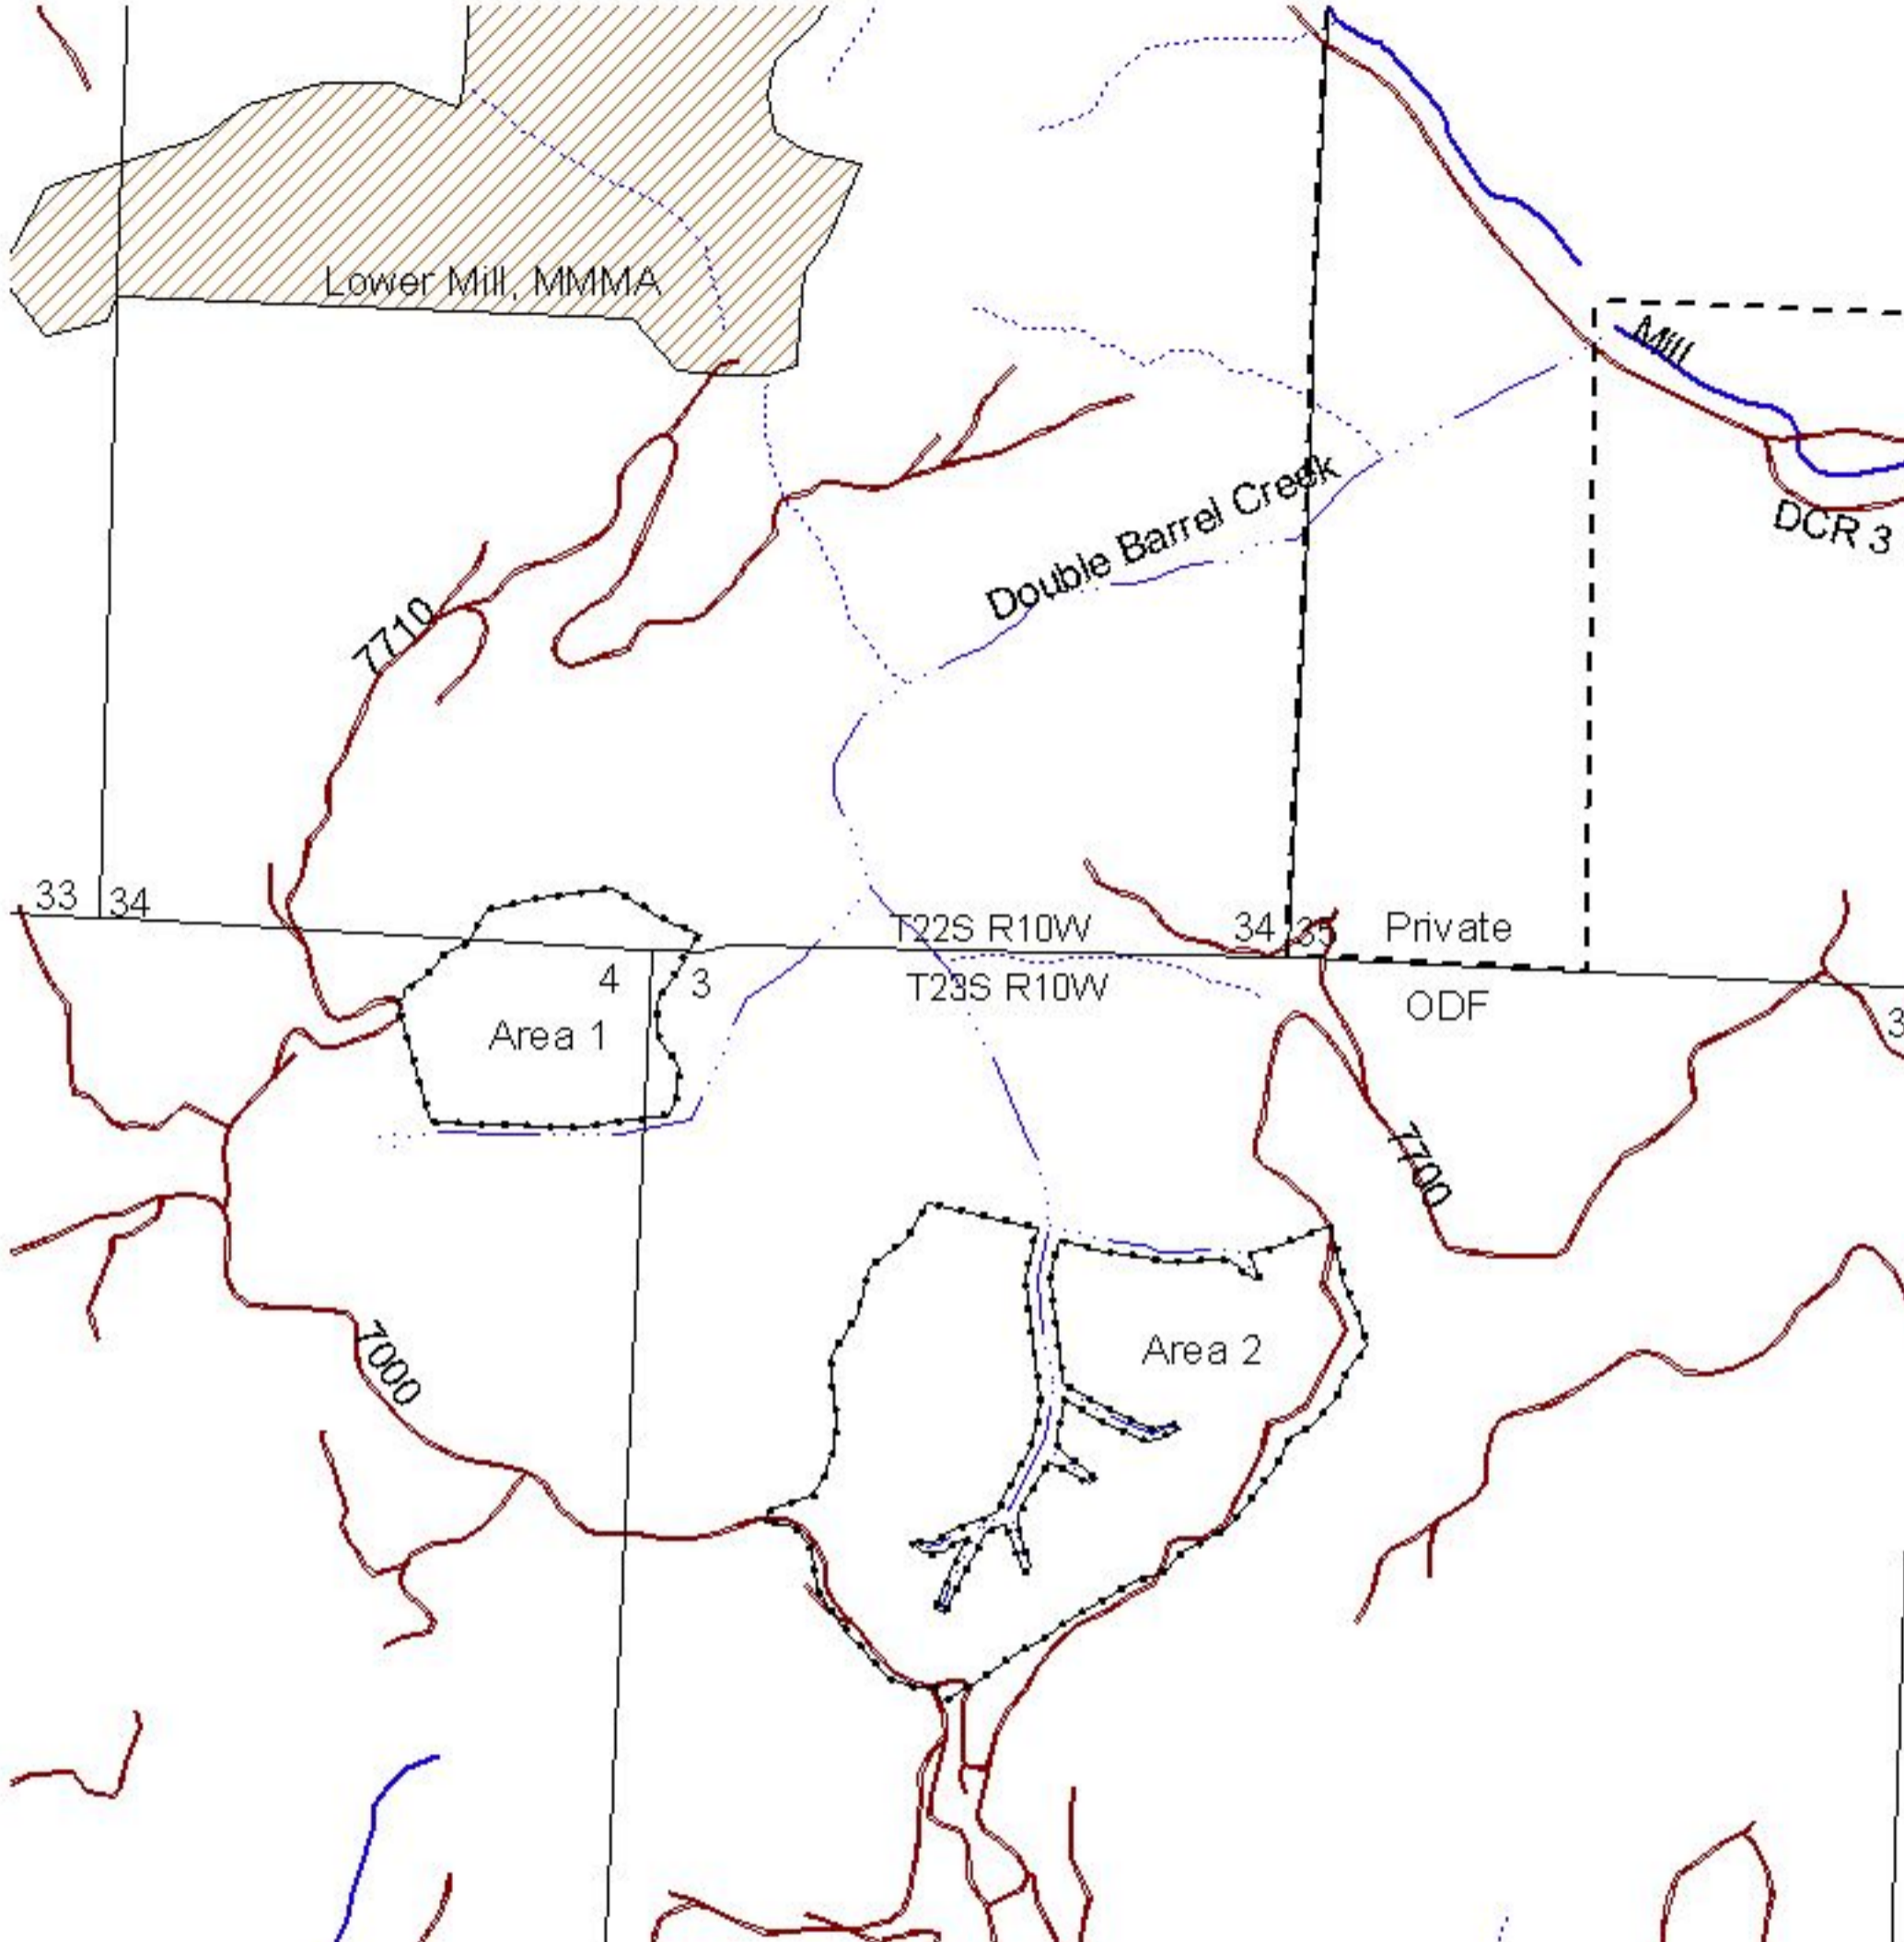 Lower Mill, MMMA
Mill
Double Barrel Creek
DCR 3
7710
33 34
T22S R10W
34 35
Private
4 3
T23S R10W
ODF
3
Area 1
7700
Area 2
7000